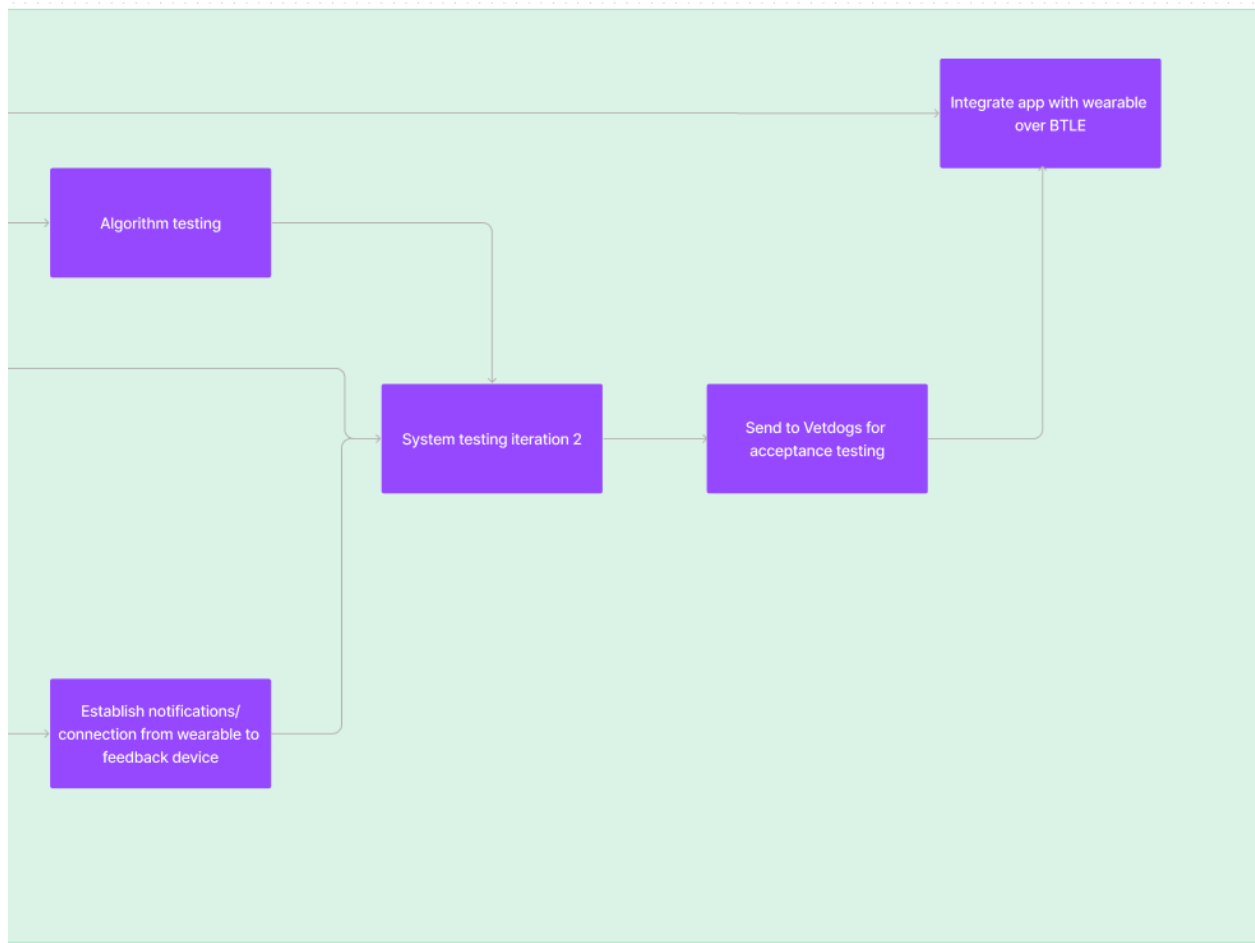 Integrate app with wearable
over BTLE
Algorithm testing
System testing iteration 2
Send to Vetdogs for
acceptance testing
Establish notifications/
connection from wearable to
feedback device